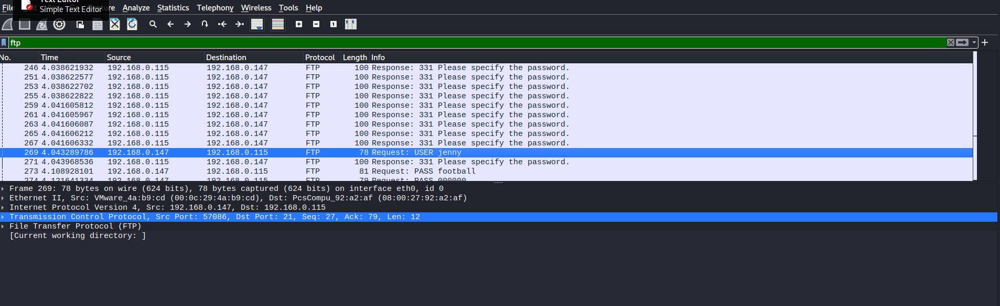 File Capture Analyze Statistics Telephony Wireless Tools Help
Text Editor
Simple Text Editor
ftp
No. Time Source Destination Protocol Length Info
246 4.038621932 192.168.0.115 192.168.0.147 FTP 100 Response: 331 Please specify the password.
251 4.038622577 192.168.0.115 192.168.0.147 FTP 100 Response: 331 Please specify the password.
253 4.038622702 192.168.0.115 192.168.0.147 FTP 100 Response: 331 Please specify the password.
255 4.038622822 192.168.0.115 192.168.0.147 FTP 100 Response: 331 Please specify the password.
259 4.041605812 192.168.0.115 192.168.0.147 FTP 100 Response: 331 Please specify the password.
261 4.041605967 192.168.0.115 192.168.0.147 FTP 100 Response: 331 Please specify the password.
263 4.041606087 192.168.0.115 192.168.0.147 FTP 100 Response: 331 Please specify the password.
265 4.041606212 192.168.0.115 192.168.0.147 FTP 100 Response: 331 Please specify the password.
267 4.041606332 192.168.0.115 192.168.0.147 FTP 100 Response: 331 Please specify the password.
269 4.043289786 192.168.0.147 192.168.0.115 FTP 78 Request: USER jenny
271 4.043968536 192.168.0.115 192.168.0.147 FTP 100 Response: 331 Please specify the password.
273 4.108928101 192.168.0.147 192.168.0.115 FTP 81 Request: PASS football
274 4.121641334 192.168.0.147 192.168.0.115 FTP 79 Request: PASS 000000
Frame 269: 78 bytes on wire (624 bits), 78 bytes captured (624 bits) on interface eth0, id 0
Ethernet II, Src: VMware_4a:b9:cd (00:0c:29:4a:b9:cd), Dst: PcsCompu_92:a2:af (08:00:27:92:a2:af)
Internet Protocol Version 4, Src: 192.168.0.147, Dst: 192.168.0.115
Transmission Control Protocol, Src Port: 57086, Dst Port: 21, Seq: 27, Ack: 79, Len: 12
File Transfer Protocol (FTP)
[Current working directory: ]